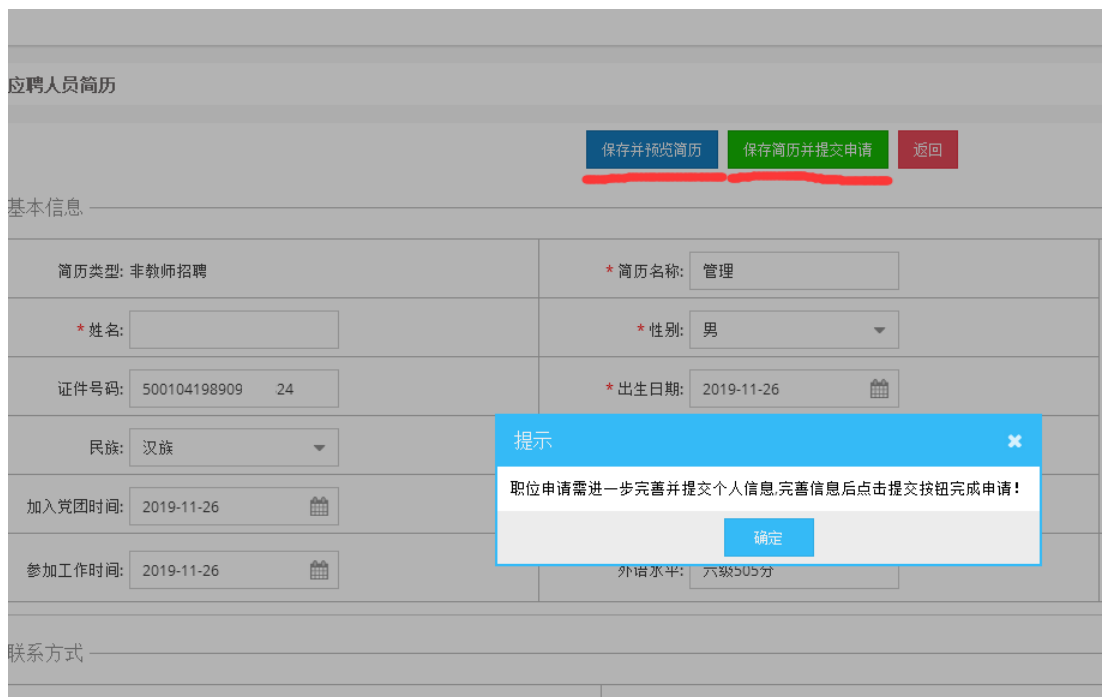 应聘人员简历
保存并预览简历 保存简历并提交申请 返回
基本信息
简历类型: 非教师招聘 * 简历名称: 管理
* 姓名: * 性别: 男
证件号码: 500104198909 24 * 出生日期: 2019-11-26
民族: 汉族
提示
职位申请需进一步完善并提交个人信息,完善信息后点击提交按钮完成申请!
确定
加入党团时间: 2019-11-26
参加工作时间: 2019-11-26 外语水平: 六级505分
联系方式